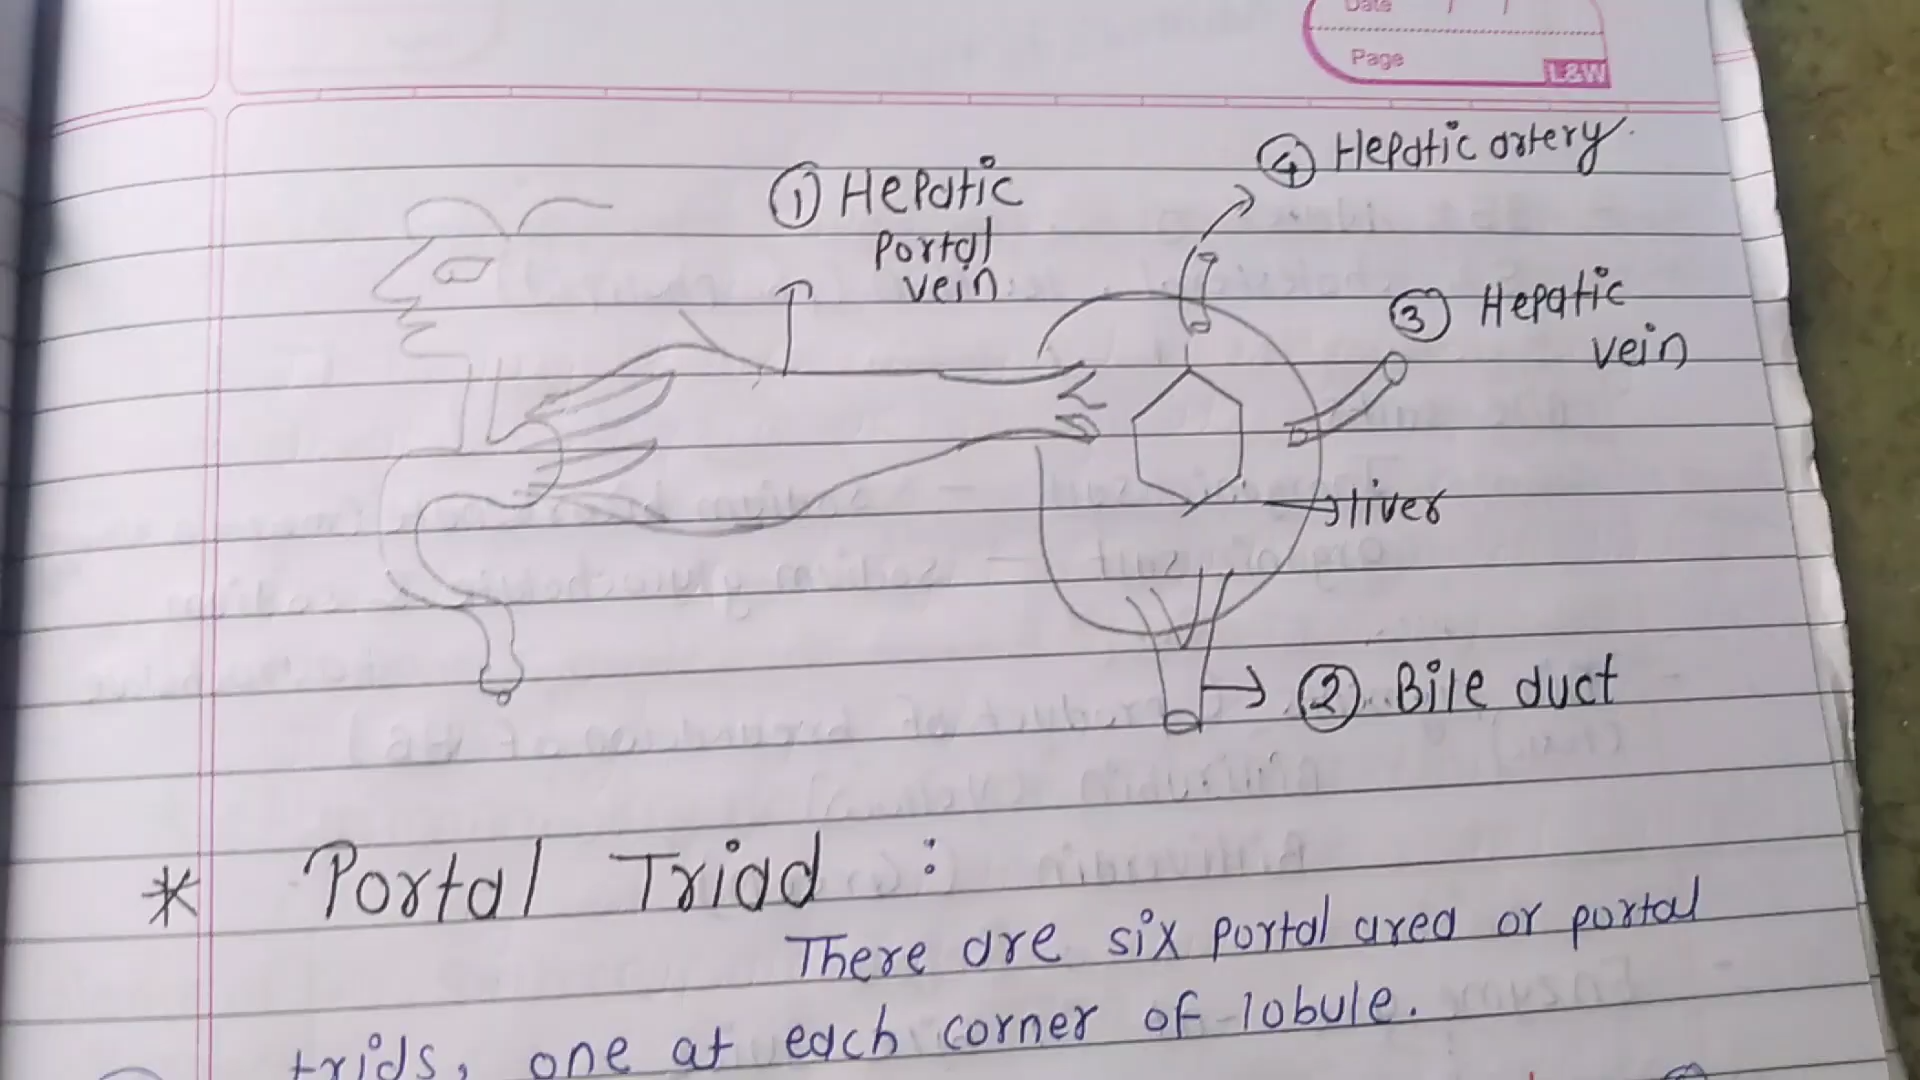 Date / /
Page
L&W
④ Hepatic artery.
① Hepatic
portal
vein
③ Hepatic
vein
liver
② Bile duct
* Portal Triad :
There are six portal area or portal
trids, one at each corner of lobule.